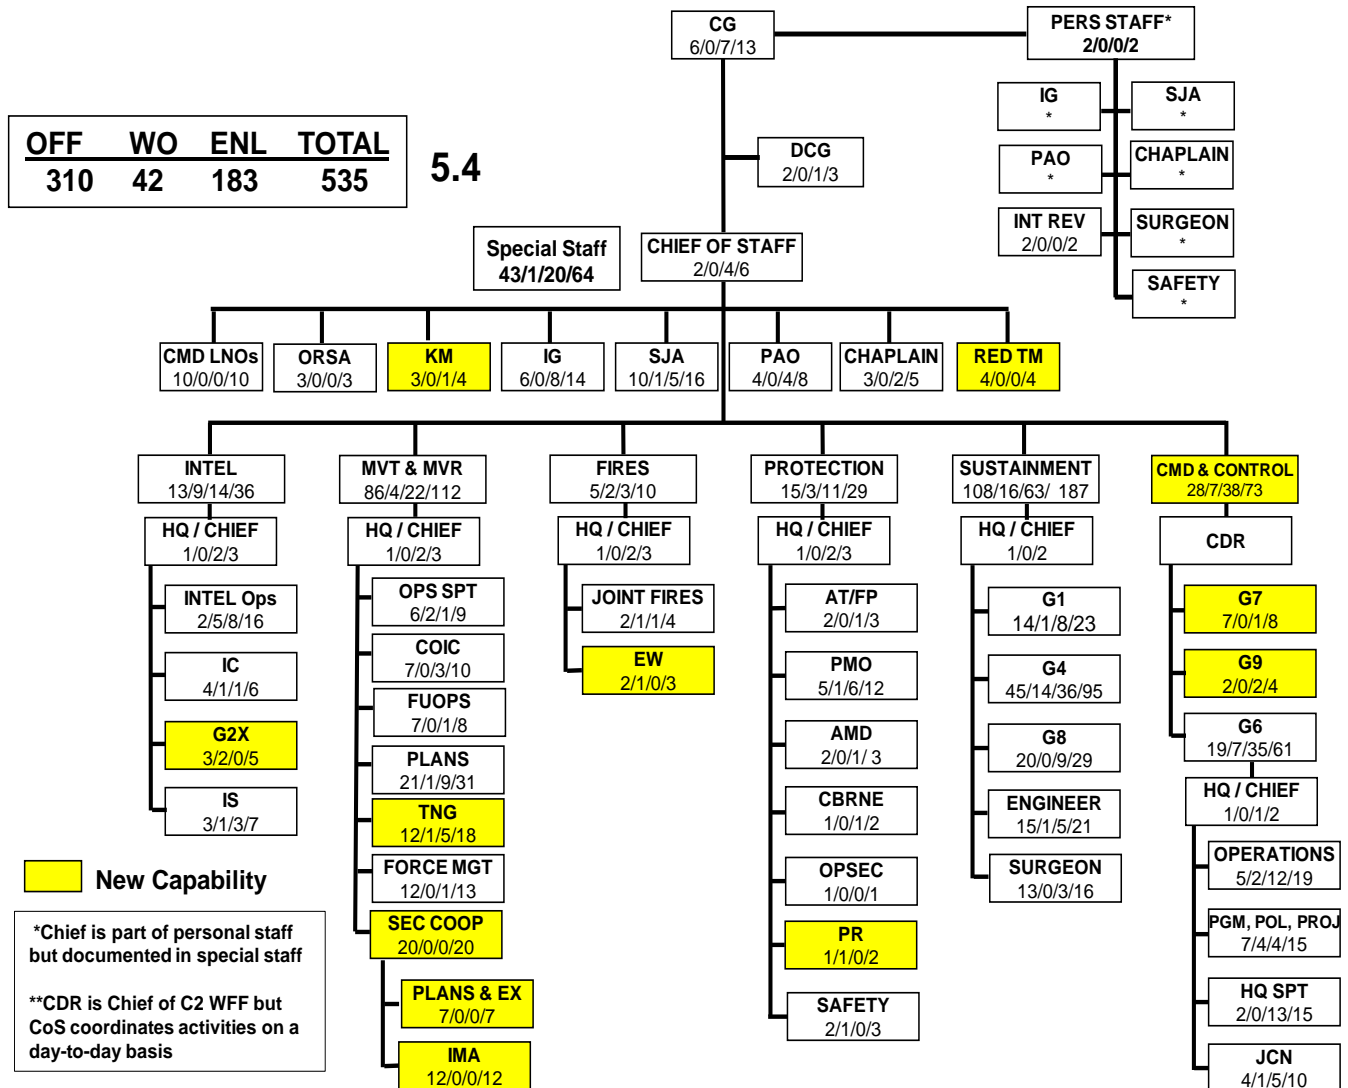 CG
6/0/7/13
PERS STAFF*
2/0/0/2
IG
*
SJA
*
PAO
*
CHAPLAIN
*
INT REV
2/0/0/2
SURGEON
*
SAFETY
*
OFF WO ENL TOTAL
310 42 183 535
5.4
DCG
2/0/1/3
Special Staff
43/1/20/64
CHIEF OF STAFF
2/0/4/6
CMD LNOs
10/0/0/10
ORSA
3/0/0/3
KM
3/0/1/4
IG
6/0/8/14
SJA
10/1/5/16
PAO
4/0/4/8
CHAPLAIN
3/0/2/5
RED TM
4/0/0/4
INTEL
13/9/14/36
HQ / CHIEF
1/0/2/3
INTEL Ops
2/5/8/16
IC
4/1/1/6
G2X
3/2/0/5
IS
3/1/3/7
MVT & MVR
86/4/22/112
HQ / CHIEF
1/0/2/3
OPS SPT
6/2/1/9
COIC
7/0/3/10
FUOPS
7/0/1/8
PLANS
21/1/9/31
TNG
12/1/5/18
FORCE MGT
12/0/1/13
SEC COOP
20/0/0/20
PLANS & EX
7/0/0/7
IMA
12/0/0/12
FIRES
5/2/3/10
HQ / CHIEF
1/0/2/3
JOINT FIRES
2/1/1/4
EW
2/1/0/3
PROTECTION
15/3/11/29
HQ / CHIEF
1/0/2/3
AT/FP
2/0/1/3
PMO
5/1/6/12
AMD
2/0/1/ 3
CBRNE
1/0/1/2
OPSEC
1/0/0/1
PR
1/1/0/2
SAFETY
2/1/0/3
SUSTAINMENT
108/16/63/ 187
HQ / CHIEF
1/0/2
G1
14/1/8/23
G4
45/14/36/95
G8
20/0/9/29
ENGINEER
15/1/5/21
SURGEON
13/0/3/16
CMD & CONTROL
28/7/38/73
CDR
G7
7/0/1/8
G9
2/0/2/4
G6
19/7/35/61
HQ / CHIEF
1/0/1/2
OPERATIONS
5/2/12/19
PGM, POL, PROJ
7/4/4/15
HQ SPT
2/0/13/15
JCN
4/1/5/10
New Capability
*Chief is part of personal staff
but documented in special staff
**CDR is Chief of C2 WFF but
CoS coordinates activities on a
day-to-day basis